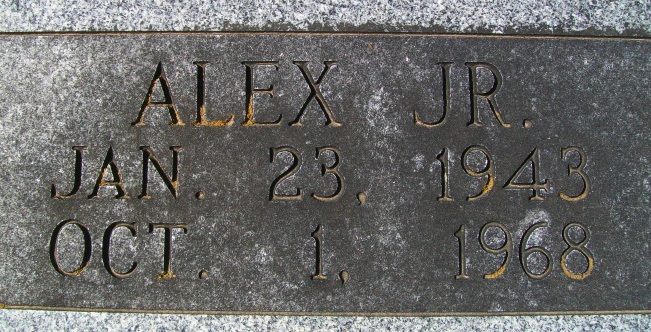 ALEX JR.
JAN. 23, 1943
OCT. 1, 1968